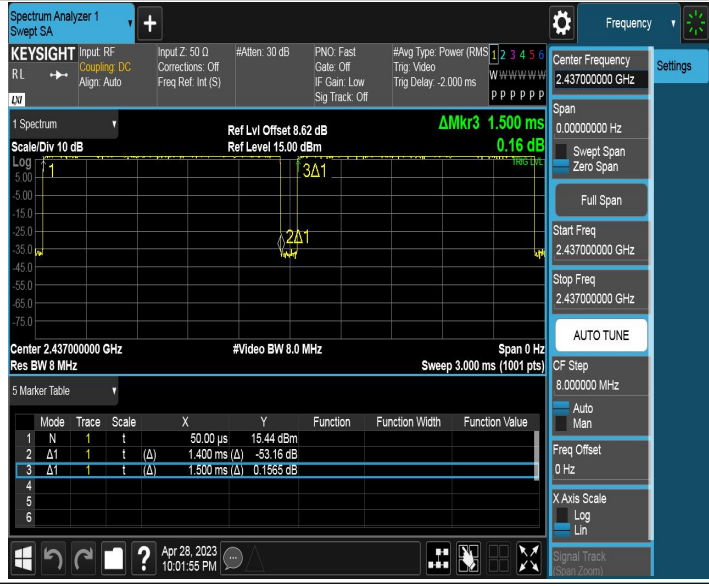 Spectrum Analyzer 1
Swept SA
+
Frequency
KEYSIGHT Input: RF
RL
Coupling: DC
Align: Auto
LXI
Input Z: 50 Ω
Corrections: Off
Freq Ref: Int (S)
#Atten: 30 dB
PNO: Fast
Gate: Off
IF Gain: Low
Sig Track: Off
#Avg Type: Power (RMS
Trig: Video
Trig Delay: -2.000 ms
1 2 3 4 5 6
W W W W W W
P P P P P P
Center Frequency
2.437000000 GHz
Settings
Span
0.00000000 Hz
Swept Span
Zero Span
Full Span
Start Freq
2.437000000 GHz
Stop Freq
2.437000000 GHz
AUTO TUNE
CF Step
8.000000 MHz
Auto
Man
Freq Offset
0 Hz
X Axis Scale
Log
Lin
Signal Track
(Span Zoom)
1 Spectrum
Scale/Div 10 dB
Ref Lvl Offset 8.62 dB
Ref Level 15.00 dBm
ΔMkr3 1.500 ms
0.16 dB
Log
TRIG LVL
1
3Δ1
2Δ1
5.00
-5.00
-15.0
-25.0
-35.0
-45.0
-55.0
-65.0
-75.0
Center 2.437000000 GHz
#Video BW 8.0 MHz
Span 0 Hz
Res BW 8 MHz
Sweep 3.000 ms (1001 pts)
5 Marker Table
Mode Trace Scale X Y Function Function Width Function Value
1 N 1 t 50.00 µs 15.44 dBm
2 Δ1 1 t (Δ) 1.400 ms (Δ) -53.16 dB
3 Δ1 1 t (Δ) 1.500 ms (Δ) 0.1565 dB
4
5
6
?
Apr 28, 2023
10:01:55 PM